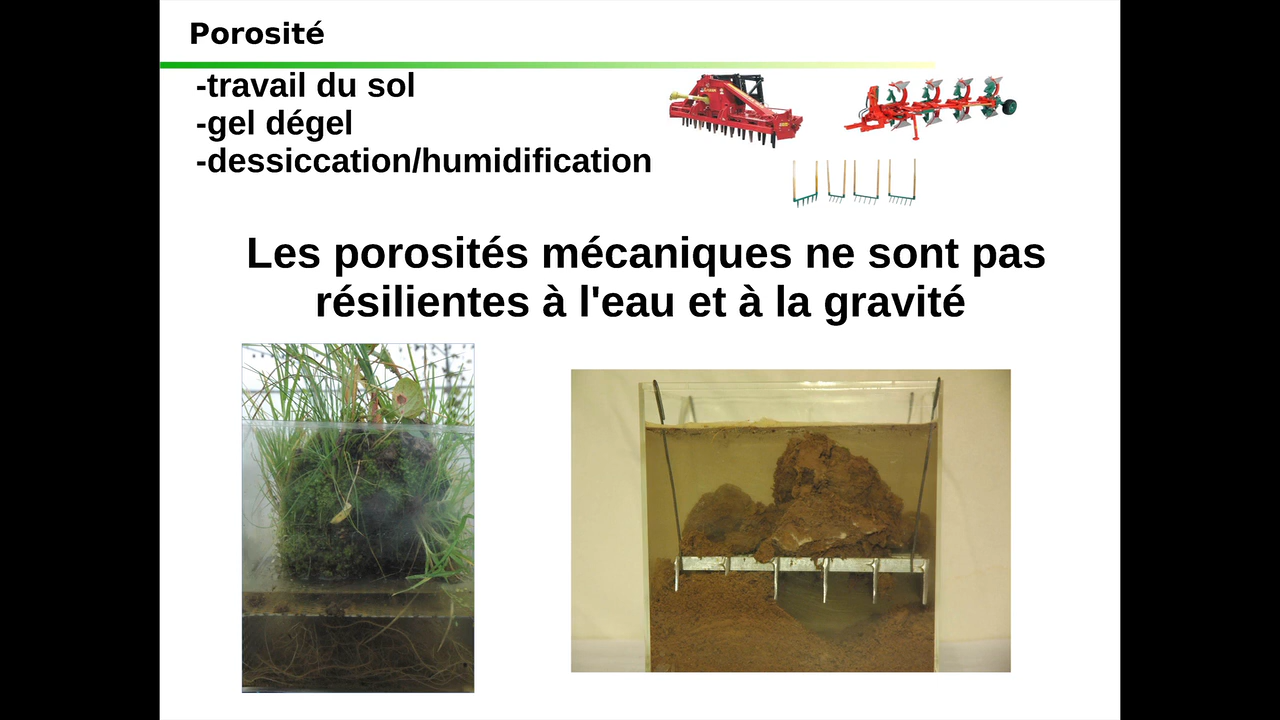 Porosité
-travail du sol
-gel dégel
-dessiccation/humidification
Les porosités mécaniques ne sont pas
résilientes à l'eau et à la gravité